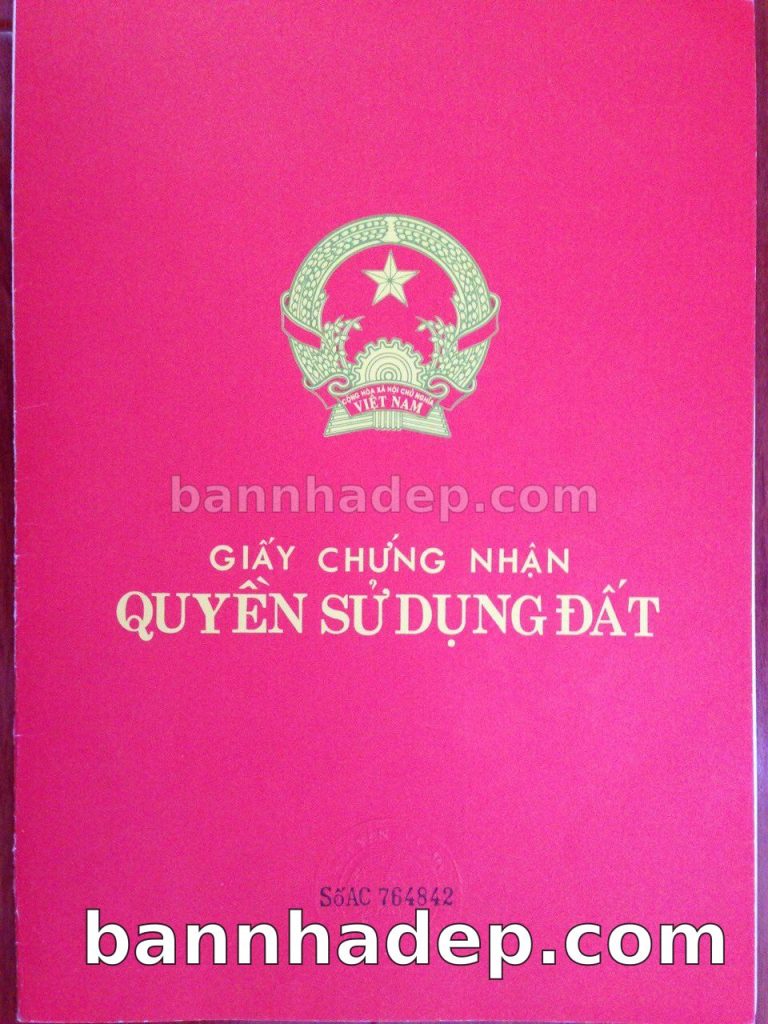 CỘNG HÒA XÃ HỘI CHỦ NGHĨA
VIỆT NAM
bannhadep.com
GIẤY CHỨNG NHẬN
QUYỀN SỬ DỤNG ĐẤT
SốAC 764842
bannhadep.com